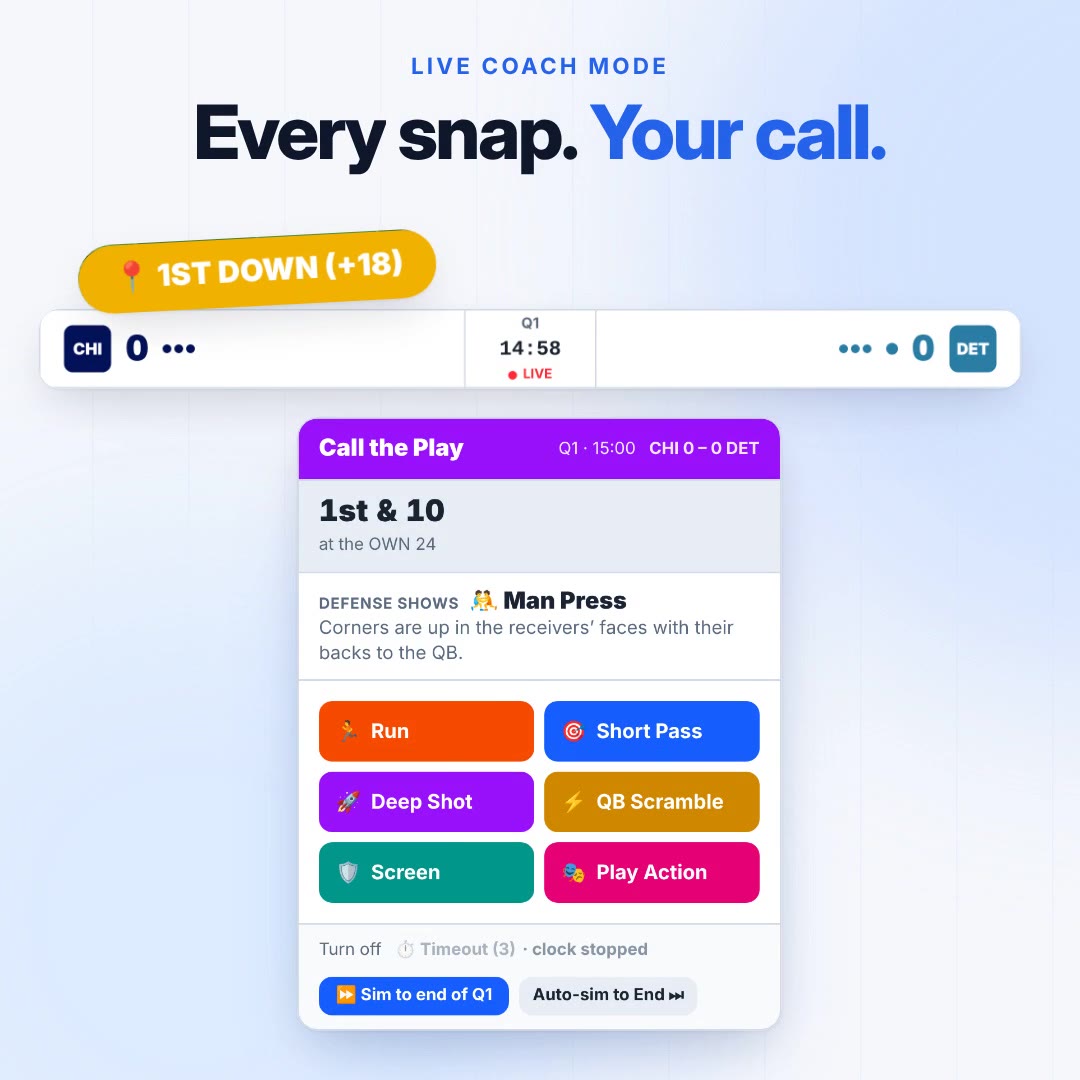 LIVE COACH MODE
Every snap. Your call.
📍 1ST DOWN (+18)
CHI 0 ••• Q1 ••• • 0 DET
14:58
● LIVE
Call the Play Q1 · 15:00 CHI 0 – 0 DET
1st & 10
at the OWN 24
DEFENSE SHOWS 🤼 Man Press
Corners are up in the receivers’ faces with their
backs to the QB.
🏃 Run 🎯 Short Pass
🚀 Deep Shot ⚡ QB Scramble
🛡️ Screen 🎭 Play Action
Turn off ⏱️ Timeout (3) · clock stopped
⏩ Sim to end of Q1 Auto-sim to End ⏭